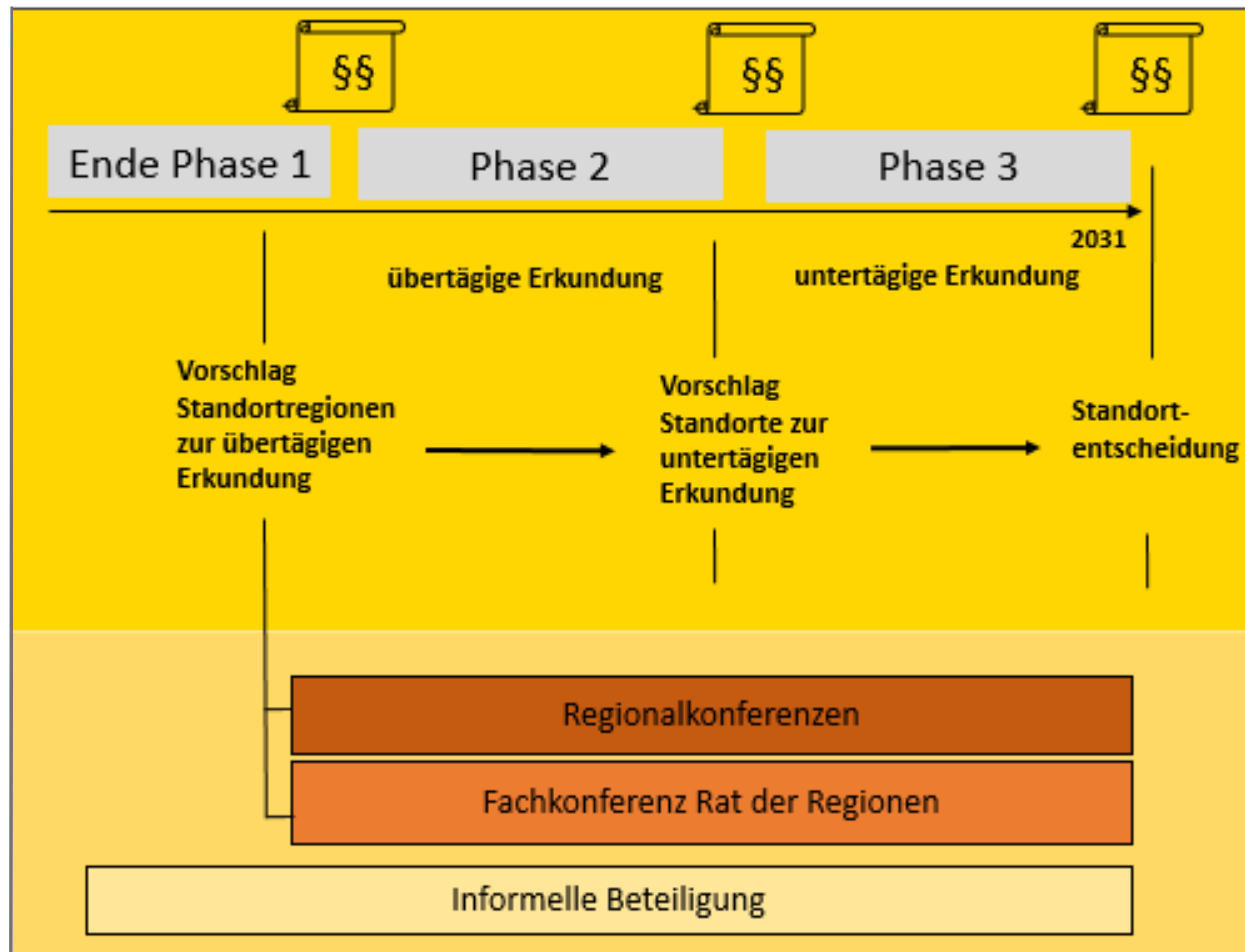 §§
§§
§§
Ende Phase 1
Phase 2
Phase 3
2031
übertägige Erkundung
untertägige Erkundung
Vorschlag
Standortregionen
zur übertägigen
Erkundung
Vorschlag
Standorte zur
untertägigen
Erkundung
Standort-
entscheidung
Regionalkonferenzen
Fachkonferenz Rat der Regionen
Informelle Beteiligung